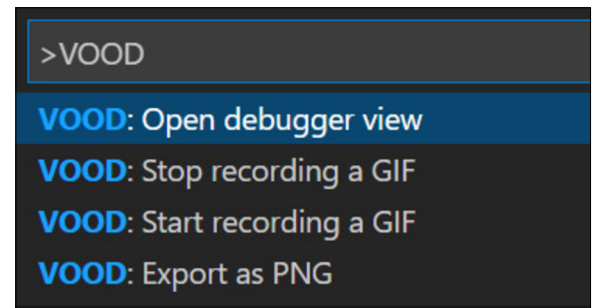 >VOOD
VOOD: Open debugger view
VOOD: Stop recording a GIF
VOOD: Start recording a GIF
VOOD: Export as PNG